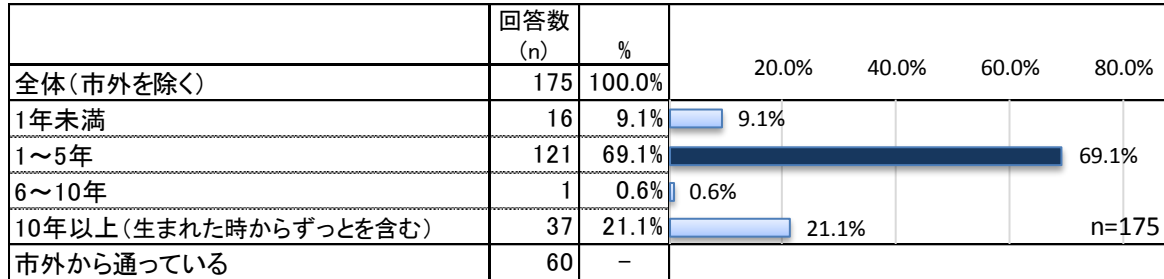 回答数
(n) %
20.0% 40.0% 60.0% 80.0%
全体(市外を除く) 175 100.0%
1年未満 16 9.1% 9.1%
1～5年 121 69.1% 69.1%
6～10年 1 0.6% 0.6%
10年以上(生まれた時からずっとを含む) 37 21.1% 21.1% n=175
市外から通っている 60 －